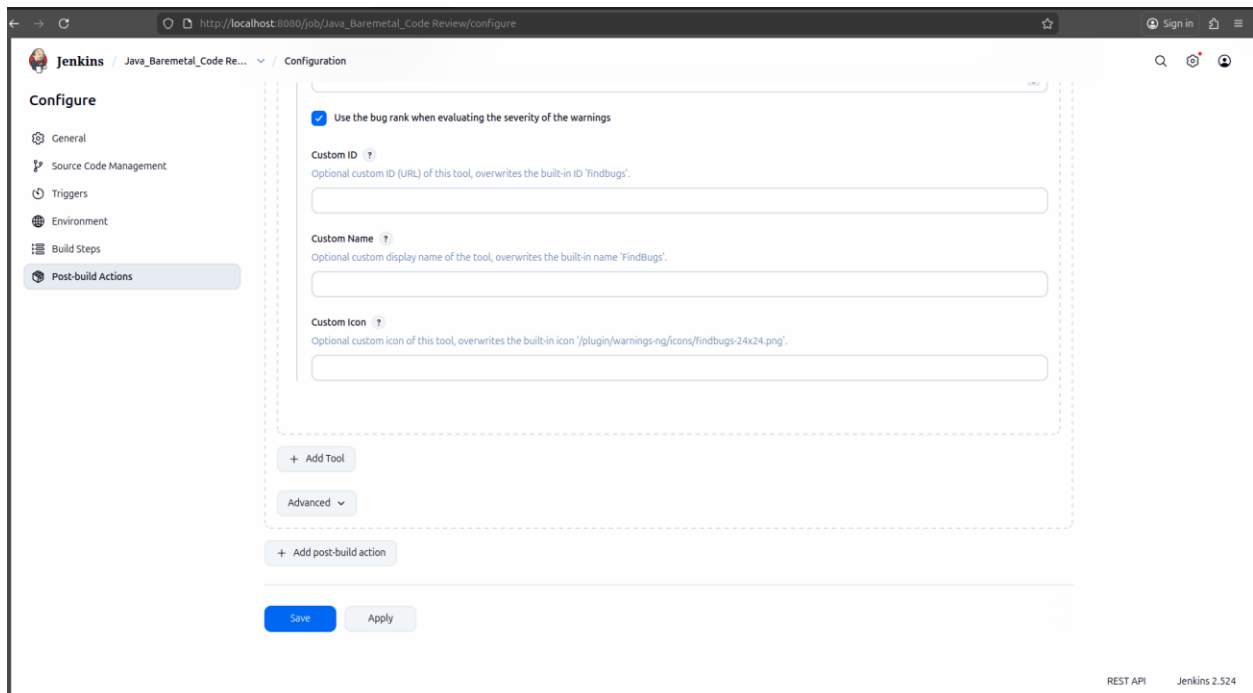 http://localhost:8080/job/Java_Baremetal_Code Review/configure
Sign in
Jenkins / Java_Baremetal_Code Re... / Configuration
Configure
General
Source Code Management
Triggers
Environment
Build Steps
Post-build Actions
Use the bug rank when evaluating the severity of the warnings
Custom ID ?
Optional custom ID (URL) of this tool, overwrites the built-in ID 'findbugs'.
Custom Name ?
Optional custom display name of the tool, overwrites the built-in name 'FindBugs'.
Custom Icon ?
Optional custom icon of this tool, overwrites the built-in icon '/plugin/warnings-ng/icons/findbugs-24x24.png'.
+ Add Tool
Advanced
+ Add post-build action
Save Apply
REST API Jenkins 2.524